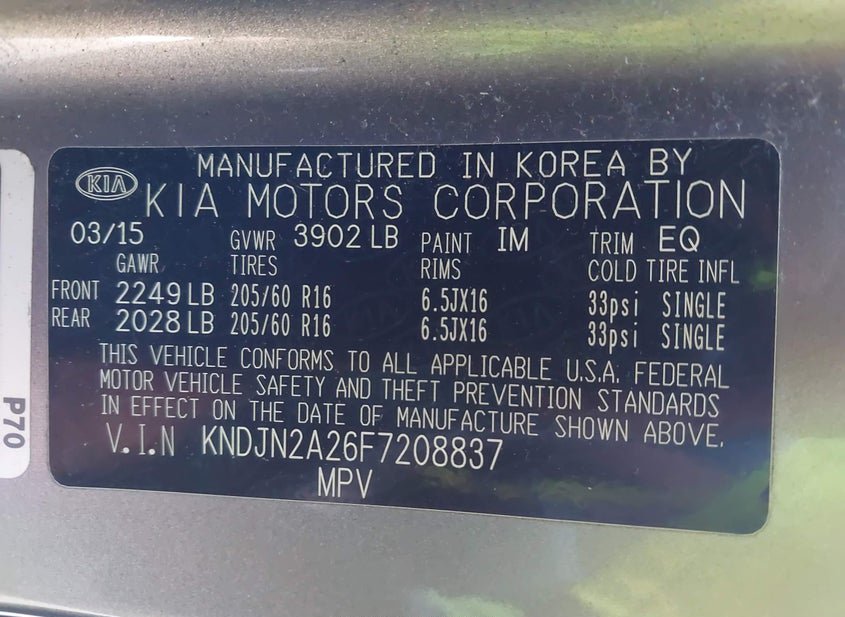 MANUFACTURED IN KOREA BY
KIA KIA MOTORS CORPORATION
03/15 GVWR 3902 LB PAINT IM TRIM EQ
GAWR TIRES RIMS COLD TIRE INFL
FRONT 2249 LB 205/60 R16 6.5JX16 33psi SINGLE
REAR 2028 LB 205/60 R16 6.5JX16 33psi SINGLE
THIS VEHICLE CONFORMS TO ALL APPLICABLE U.S.A. FEDERAL
MOTOR VEHICLE SAFETY AND THEFT PREVENTION STANDARDS
IN EFFECT ON THE DATE OF MANUFACTURE SHOWN ABOVE.
V.I.N KNDJN2A26F7208837
MPV
P70